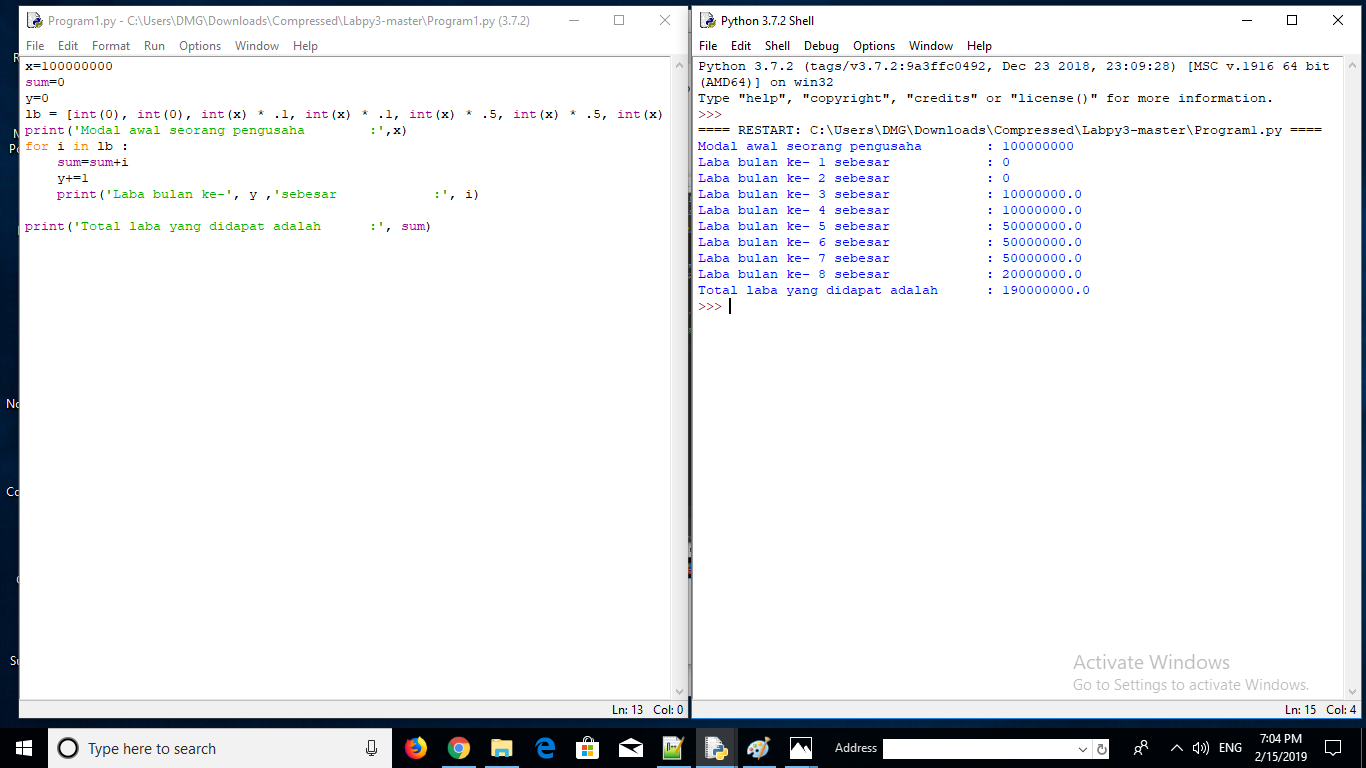 Program1.py - C:\Users\DMG\Downloads\Compressed\Labpy3-master\Program1.py (3.7.2)
File Edit Format Run Options Window Help
x=100000000
sum=0
y=0
lb = [int(0), int(0), int(x) * .1, int(x) * .1, int(x) * .5, int(x) * .5, int(x)
print('Modal awal seorang pengusaha        :',x)
for i in lb :
    sum=sum+i
    y+=1
    print('Laba bulan ke-', y ,'sebesar            :', i)
print('Total laba yang didapat adalah      :', sum)
Ln: 13 Col: 0
Python 3.7.2 Shell
File Edit Shell Debug Options Window Help
Python 3.7.2 (tags/v3.7.2:9a3ffc0492, Dec 23 2018, 23:09:28) [MSC v.1916 64 bit
(AMD64)] on win32
Type "help", "copyright", "credits" or "license()" for more information.
>>>
==== RESTART: C:\Users\DMG\Downloads\Compressed\Labpy3-master\Program1.py ====
Modal awal seorang pengusaha        : 100000000
Laba bulan ke- 1 sebesar            : 0
Laba bulan ke- 2 sebesar            : 0
Laba bulan ke- 3 sebesar            : 10000000.0
Laba bulan ke- 4 sebesar            : 10000000.0
Laba bulan ke- 5 sebesar            : 50000000.0
Laba bulan ke- 6 sebesar            : 50000000.0
Laba bulan ke- 7 sebesar            : 50000000.0
Laba bulan ke- 8 sebesar            : 20000000.0
Total laba yang didapat adalah      : 190000000.0
>>>
Activate Windows
Go to Settings to activate Windows.
Ln: 15 Col: 4
Type here to search
Address
ENG
7:04 PM
2/15/2019